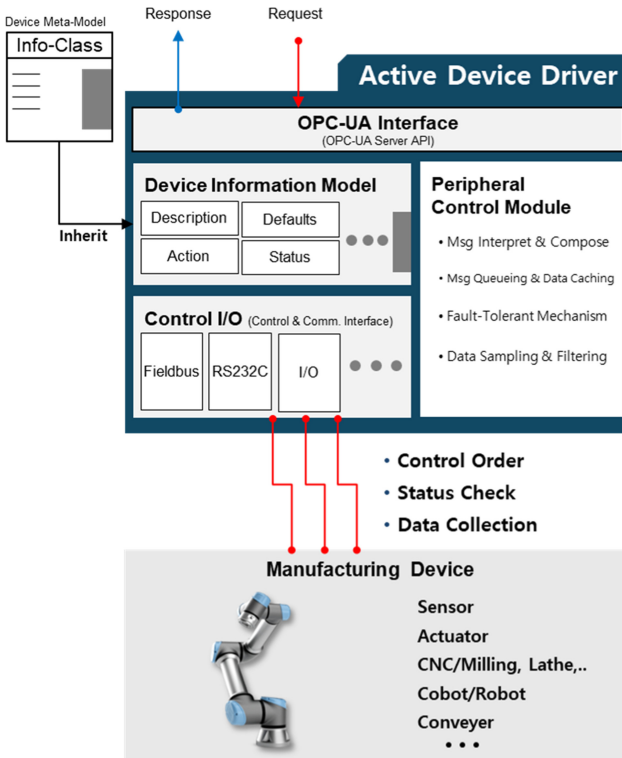 Device Meta-Model
Info-Class
Response
Request
Active Device Driver
OPC-UA Interface
(OPC-UA Server API)
Inherit
Device Information Model
Description
Defaults
Action
Status
Control I/O (Control & Comm. Interface)
Fieldbus
RS232C
I/O
Peripheral
Control Module
• Msg Interpret & Compose
• Msg Queueing & Data Caching
• Fault-Tolerant Mechanism
• Data Sampling & Filtering
• Control Order
• Status Check
• Data Collection
Manufacturing Device
Sensor
Actuator
CNC/Milling, Lathe,..
Cobot/Robot
Conveyer
• • •